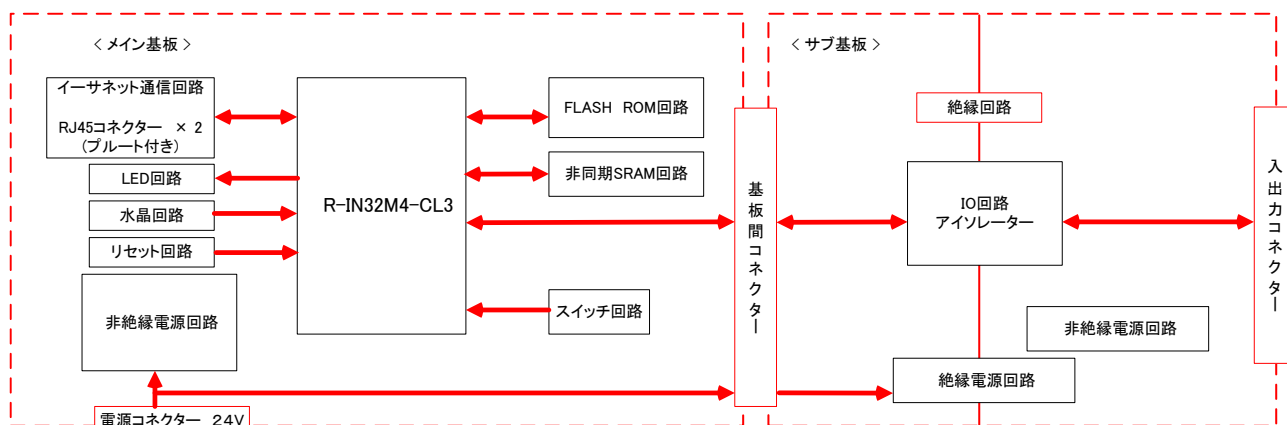 < メイン基板 >
イーサネット通信回路
RJ45コネクター × 2
(プルート付き)
LED回路
水晶回路
リセット回路
非絶縁電源回路
電源コネクター 24V
R-IN32M4-CL3
FLASH ROM回路
非同期SRAM回路
スイッチ回路
基板間コネクター
< サブ基板 >
絶縁回路
IO回路
アイソレーター
非絶縁電源回路
絶縁電源回路
入出力コネクター